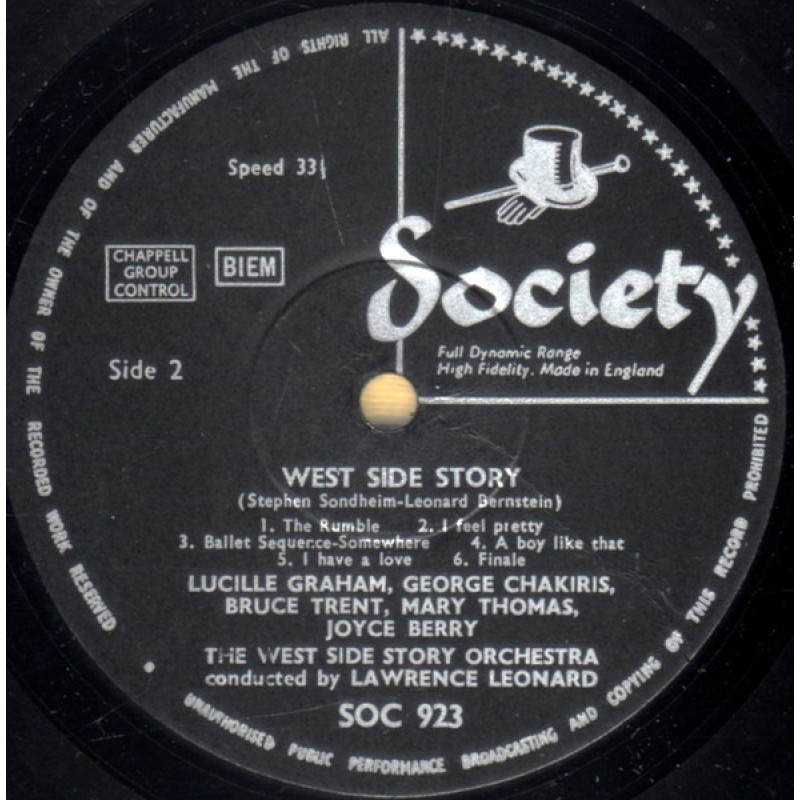 ALL RIGHTS OF THE MANUFACTURER AND OF THE OWNER OF THE RECORDED WORK RESERVED
Speed 33⅓
CHAPPELL
GROUP
CONTROL
BIEM
Society
Full Dynamic Range
High Fidelity. Made in England
Side 2
WEST SIDE STORY
(Stephen Sondheim-Leonard Bernstein)
1. The Rumble 2. I feel pretty
3. Ballet Sequence-Somewhere 4. A boy like that
5. I have a love 6. Finale
LUCILLE GRAHAM, GEORGE CHAKIRIS,
BRUCE TRENT, MARY THOMAS,
JOYCE BERRY
THE WEST SIDE STORY ORCHESTRA
conducted by LAWRENCE LEONARD
SOC 923
UNAUTHORISED PUBLIC PERFORMANCE BROADCASTING AND COPYING OF THIS RECORD PROHIBITED